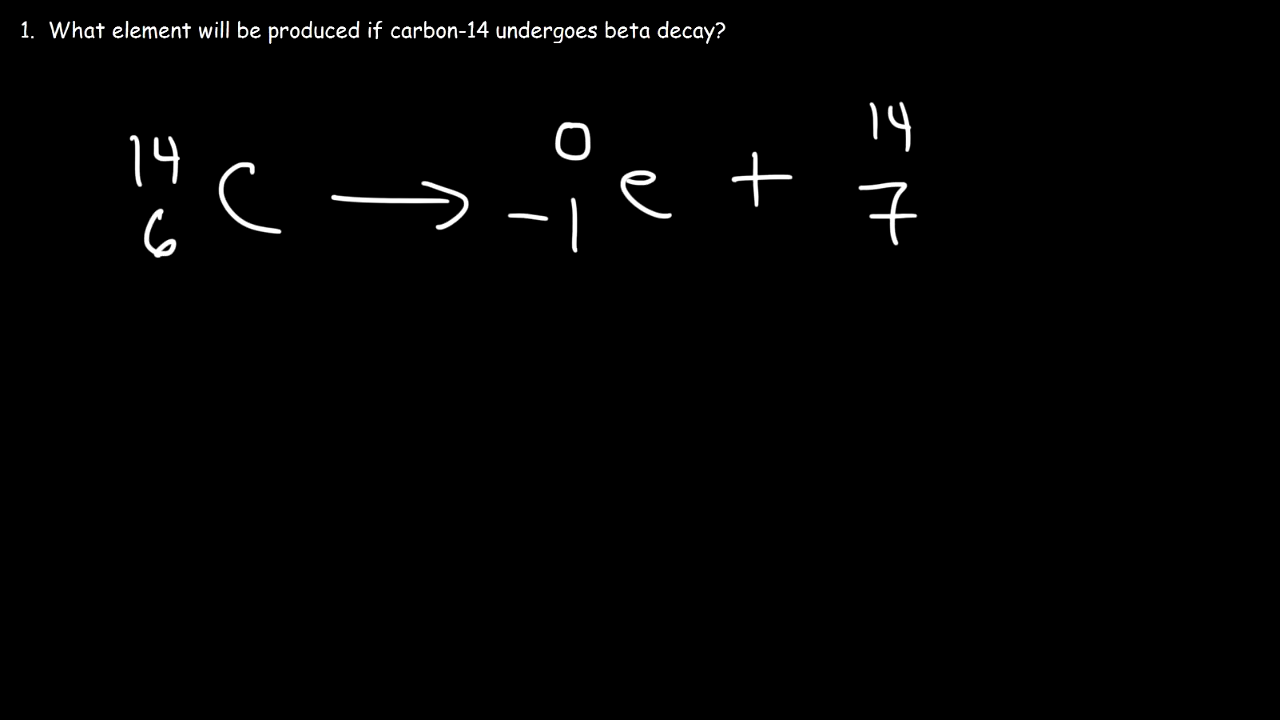 1. What element will be produced if carbon-14 undergoes beta decay?
14 6 C → 0 -1 e + 14 7